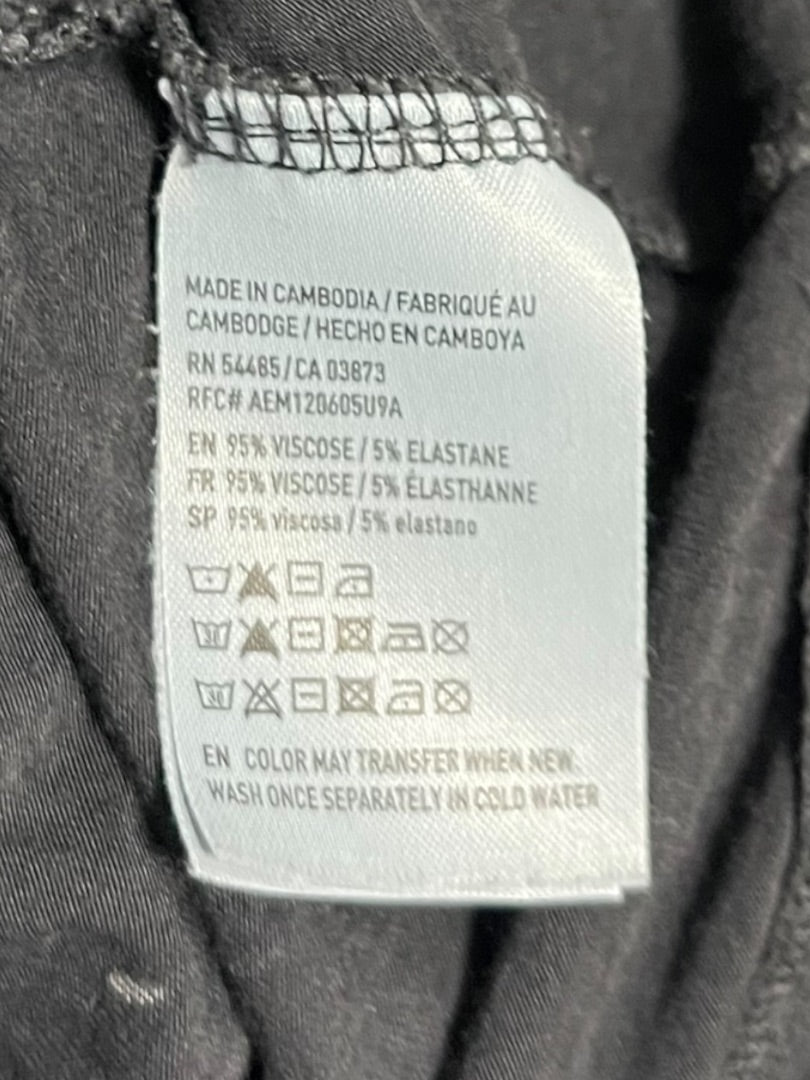 MADE IN CAMBODIA / FABRIQUÉ AU
CAMBODGE / HECHO EN CAMBOYA
RN 54485 / CA 03873
RFC# AEM120605U9A
EN 95% VISCOSE / 5% ELASTANE
FR 95% VISCOSE / 5% ÉLASTHANNE
SP 95% viscosa / 5% elastano
30
30
EN COLOR MAY TRANSFER WHEN NEW.
WASH ONCE SEPARATELY IN COLD WATER